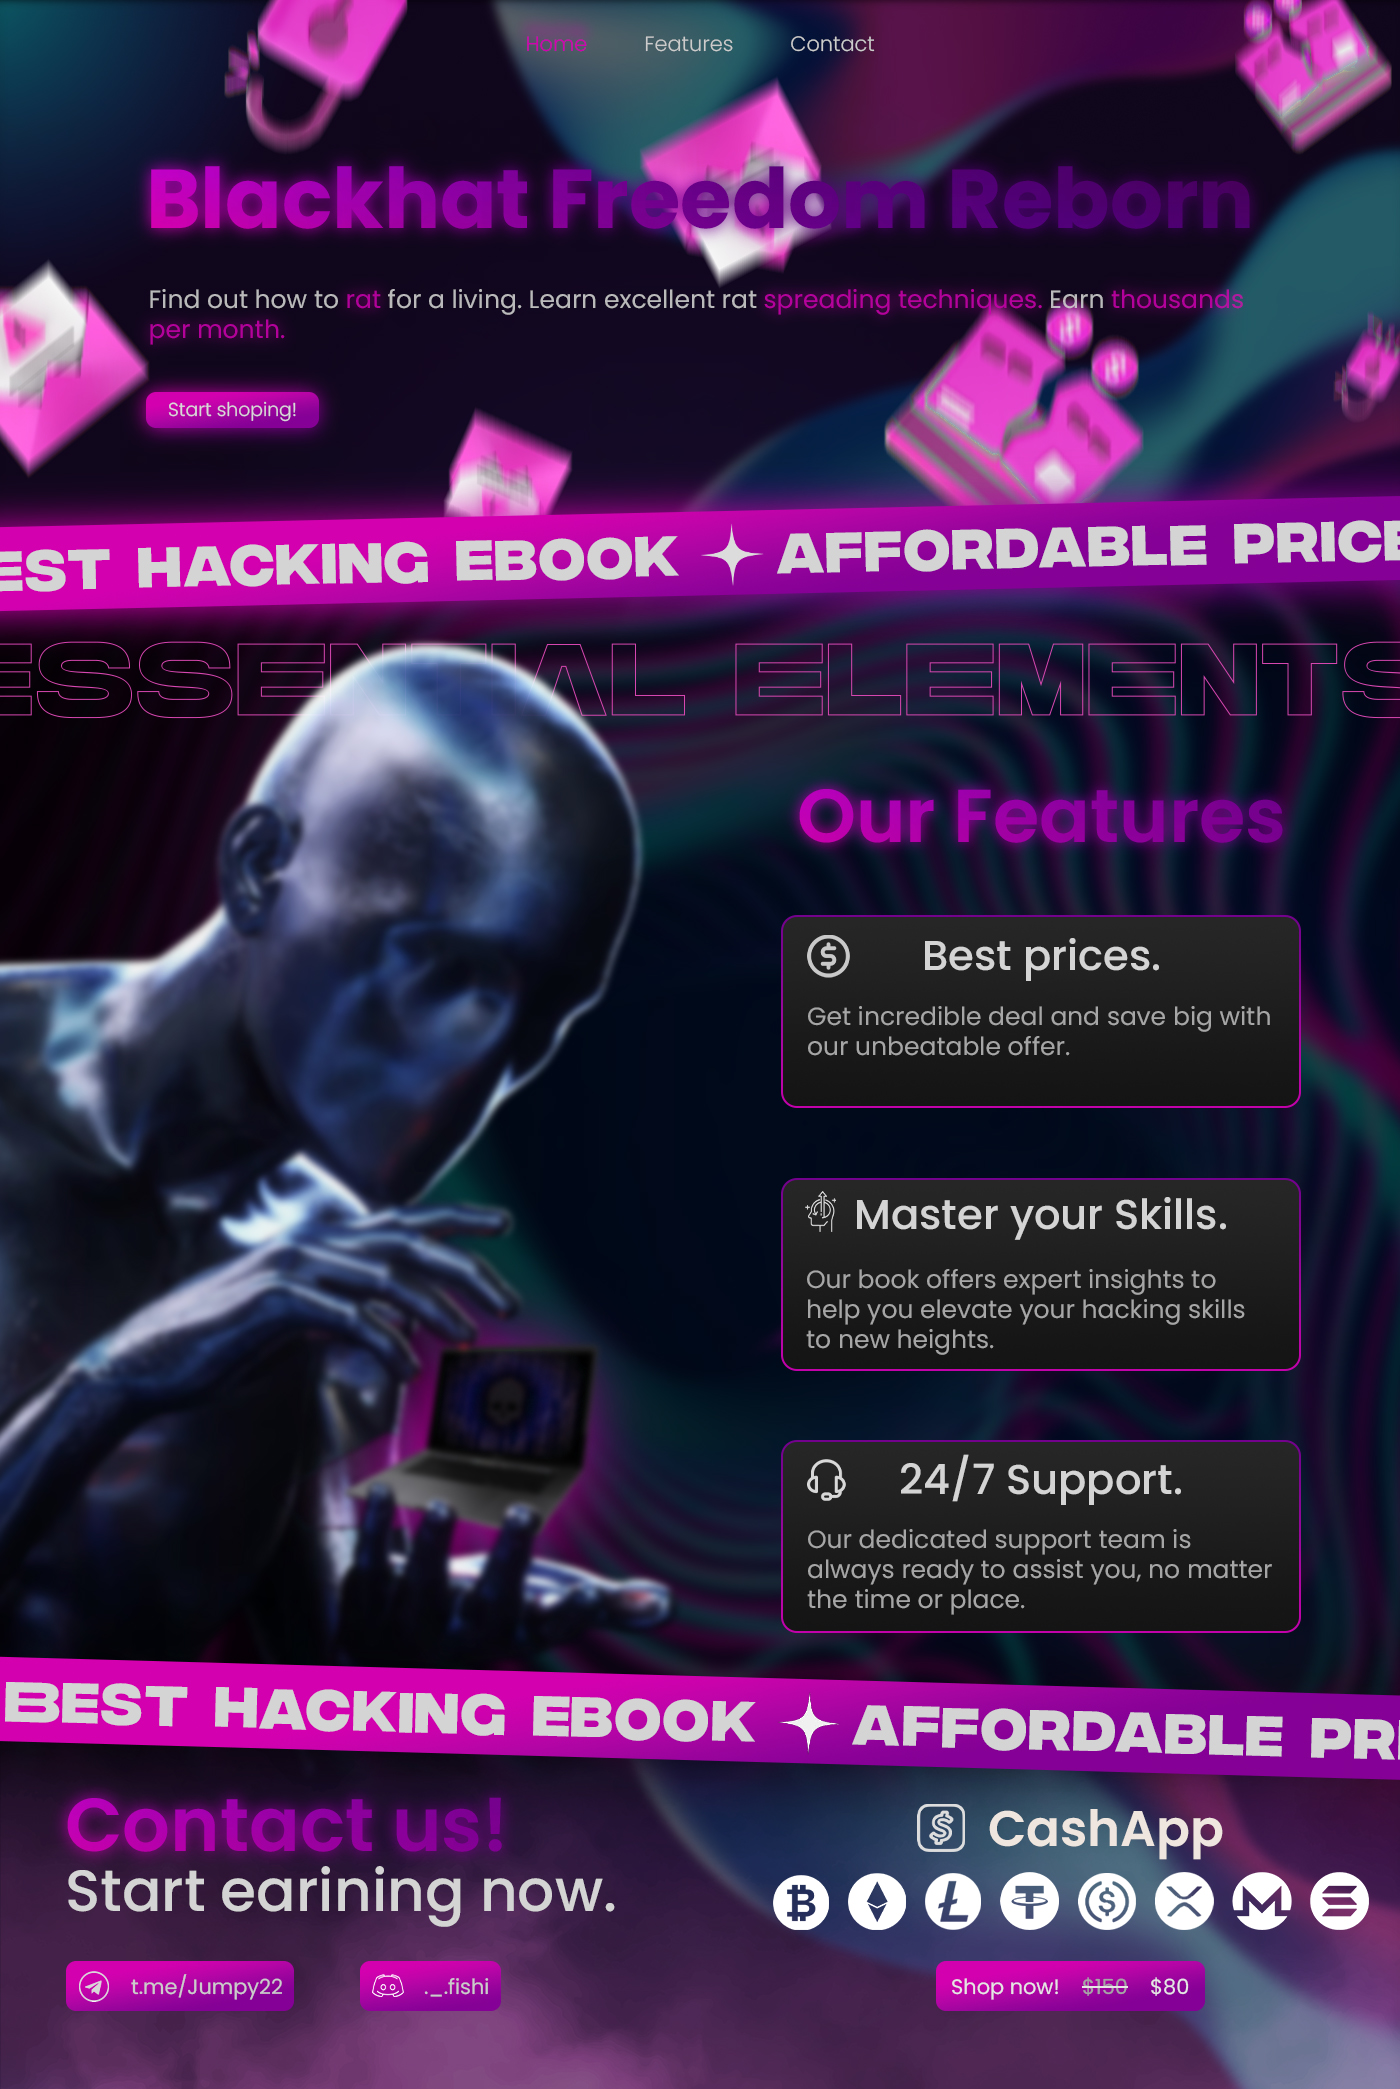 Home Features Contact
Blackhat Freedom Reborn
Find out how to rat for a living. Learn excellent rat spreading techniques. Earn thousands
per month.
Start shoping!
EST HACKING EBOOK AFFORDABLE PRICE
ESSENTIAL ELEMENTS
Our Features
Best prices.
Get incredible deal and save big with
our unbeatable offer.
Master your Skills.
Our book offers expert insights to
help you elevate your hacking skills
to new heights.
24/7 Support.
Our dedicated support team is
always ready to assist you, no matter
the time or place.
BEST HACKING EBOOK AFFORDABLE PRI
Contact us!
Start earining now.
CashApp
t.me/Jumpy22
._.fishi
Shop now! $150 $80